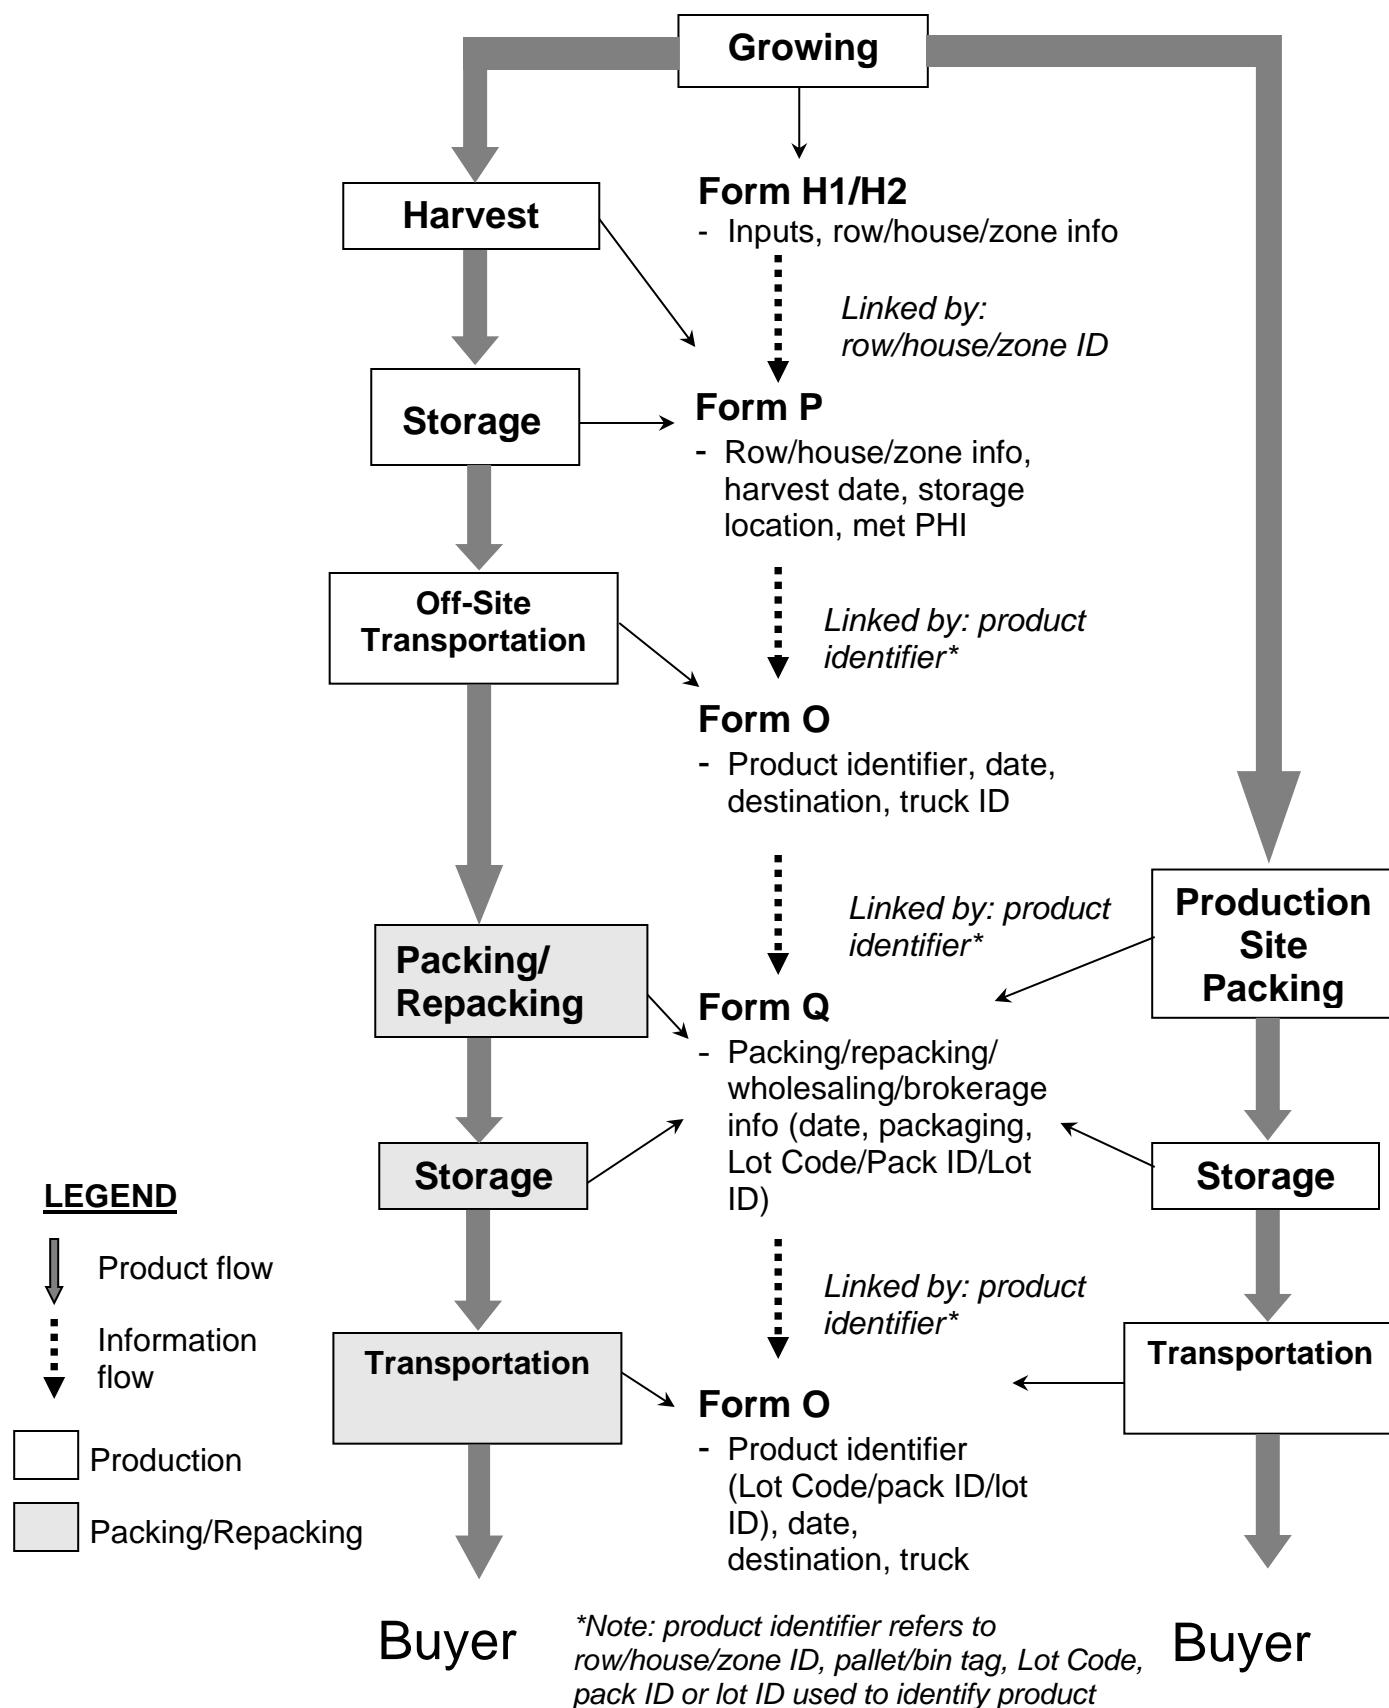 Growing
Form H1/H2
- Inputs, row/house/zone info
Harvest
Linked by:
row/house/zone ID
Storage
Form P
- Row/house/zone info,
harvest date, storage
location, met PHI
Off-Site
Transportation
Linked by: product
identifier*
Form O
- Product identifier, date,
destination, truck ID
Linked by: product
identifier*
Production
Site
Packing
Packing/
Repacking
Form Q
- Packing/repacking/
wholesaling/brokerage
info (date, packaging,
Lot Code/Pack ID/Lot
ID)
Storage
Storage
LEGEND
Product flow
Information
flow
Production
Packing/Repacking
Linked by: product
identifier*
Transportation
Transportation
Form O
- Product identifier
(Lot Code/pack ID/lot
ID), date,
destination, truck
Buyer
*Note: product identifier refers to
row/house/zone ID, pallet/bin tag, Lot Code,
pack ID or lot ID used to identify product
Buyer